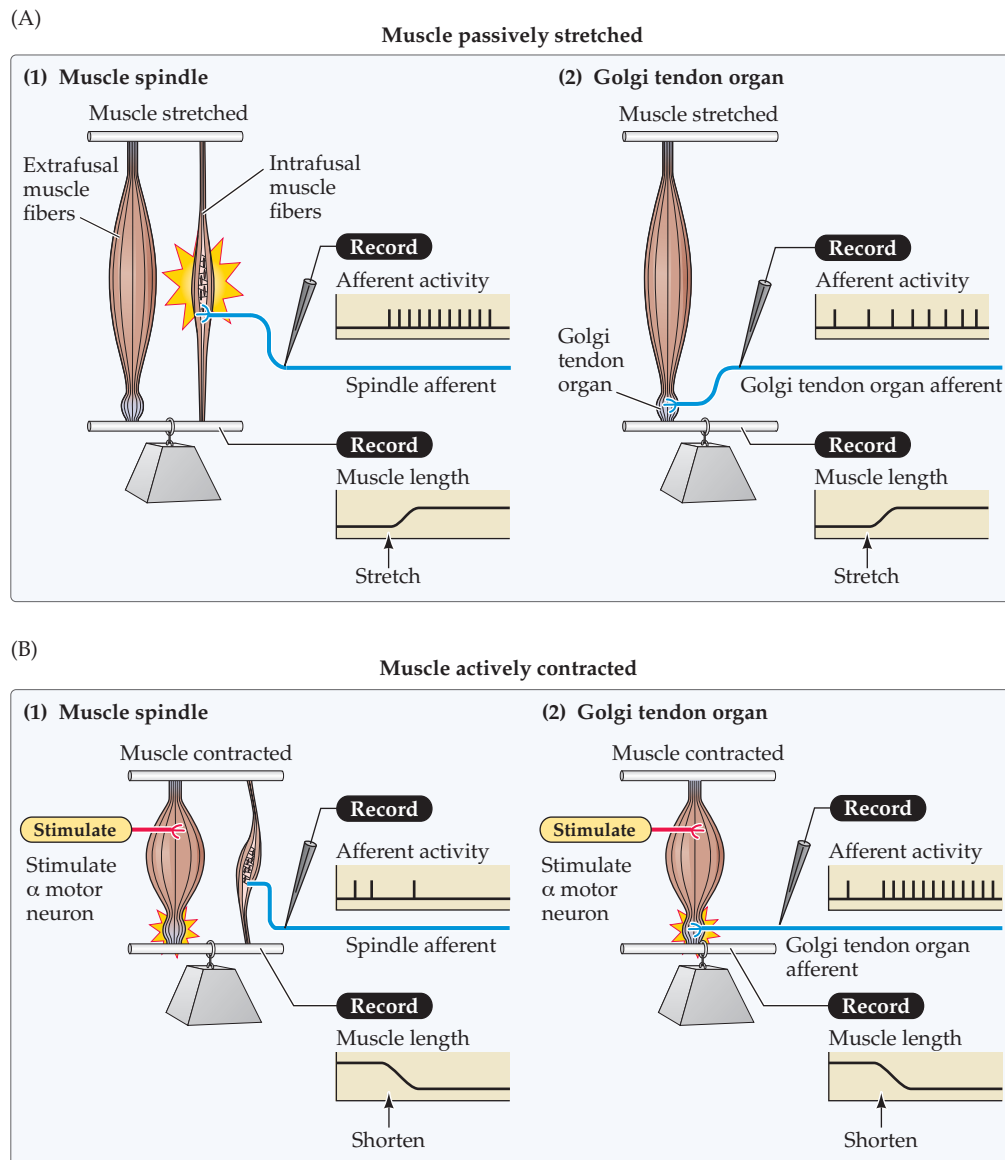 (A)
Muscle passively stretched
(1) Muscle spindle
Muscle stretched
Extrafusal
muscle
fibers
Intrafusal
muscle
fibers
Record
Afferent activity
Spindle afferent
Record
Muscle length
Stretch
(2) Golgi tendon organ
Muscle stretched
Record
Afferent activity
Golgi
tendon
organ
Golgi tendon organ afferent
Record
Muscle length
Stretch
(B)
Muscle actively contracted
(1) Muscle spindle
Muscle contracted
Stimulate
Stimulate
α motor
neuron
Record
Afferent activity
Spindle afferent
Record
Muscle length
Shorten
(2) Golgi tendon organ
Muscle contracted
Stimulate
Stimulate
α motor
neuron
Record
Afferent activity
Golgi tendon organ
afferent
Record
Muscle length
Shorten